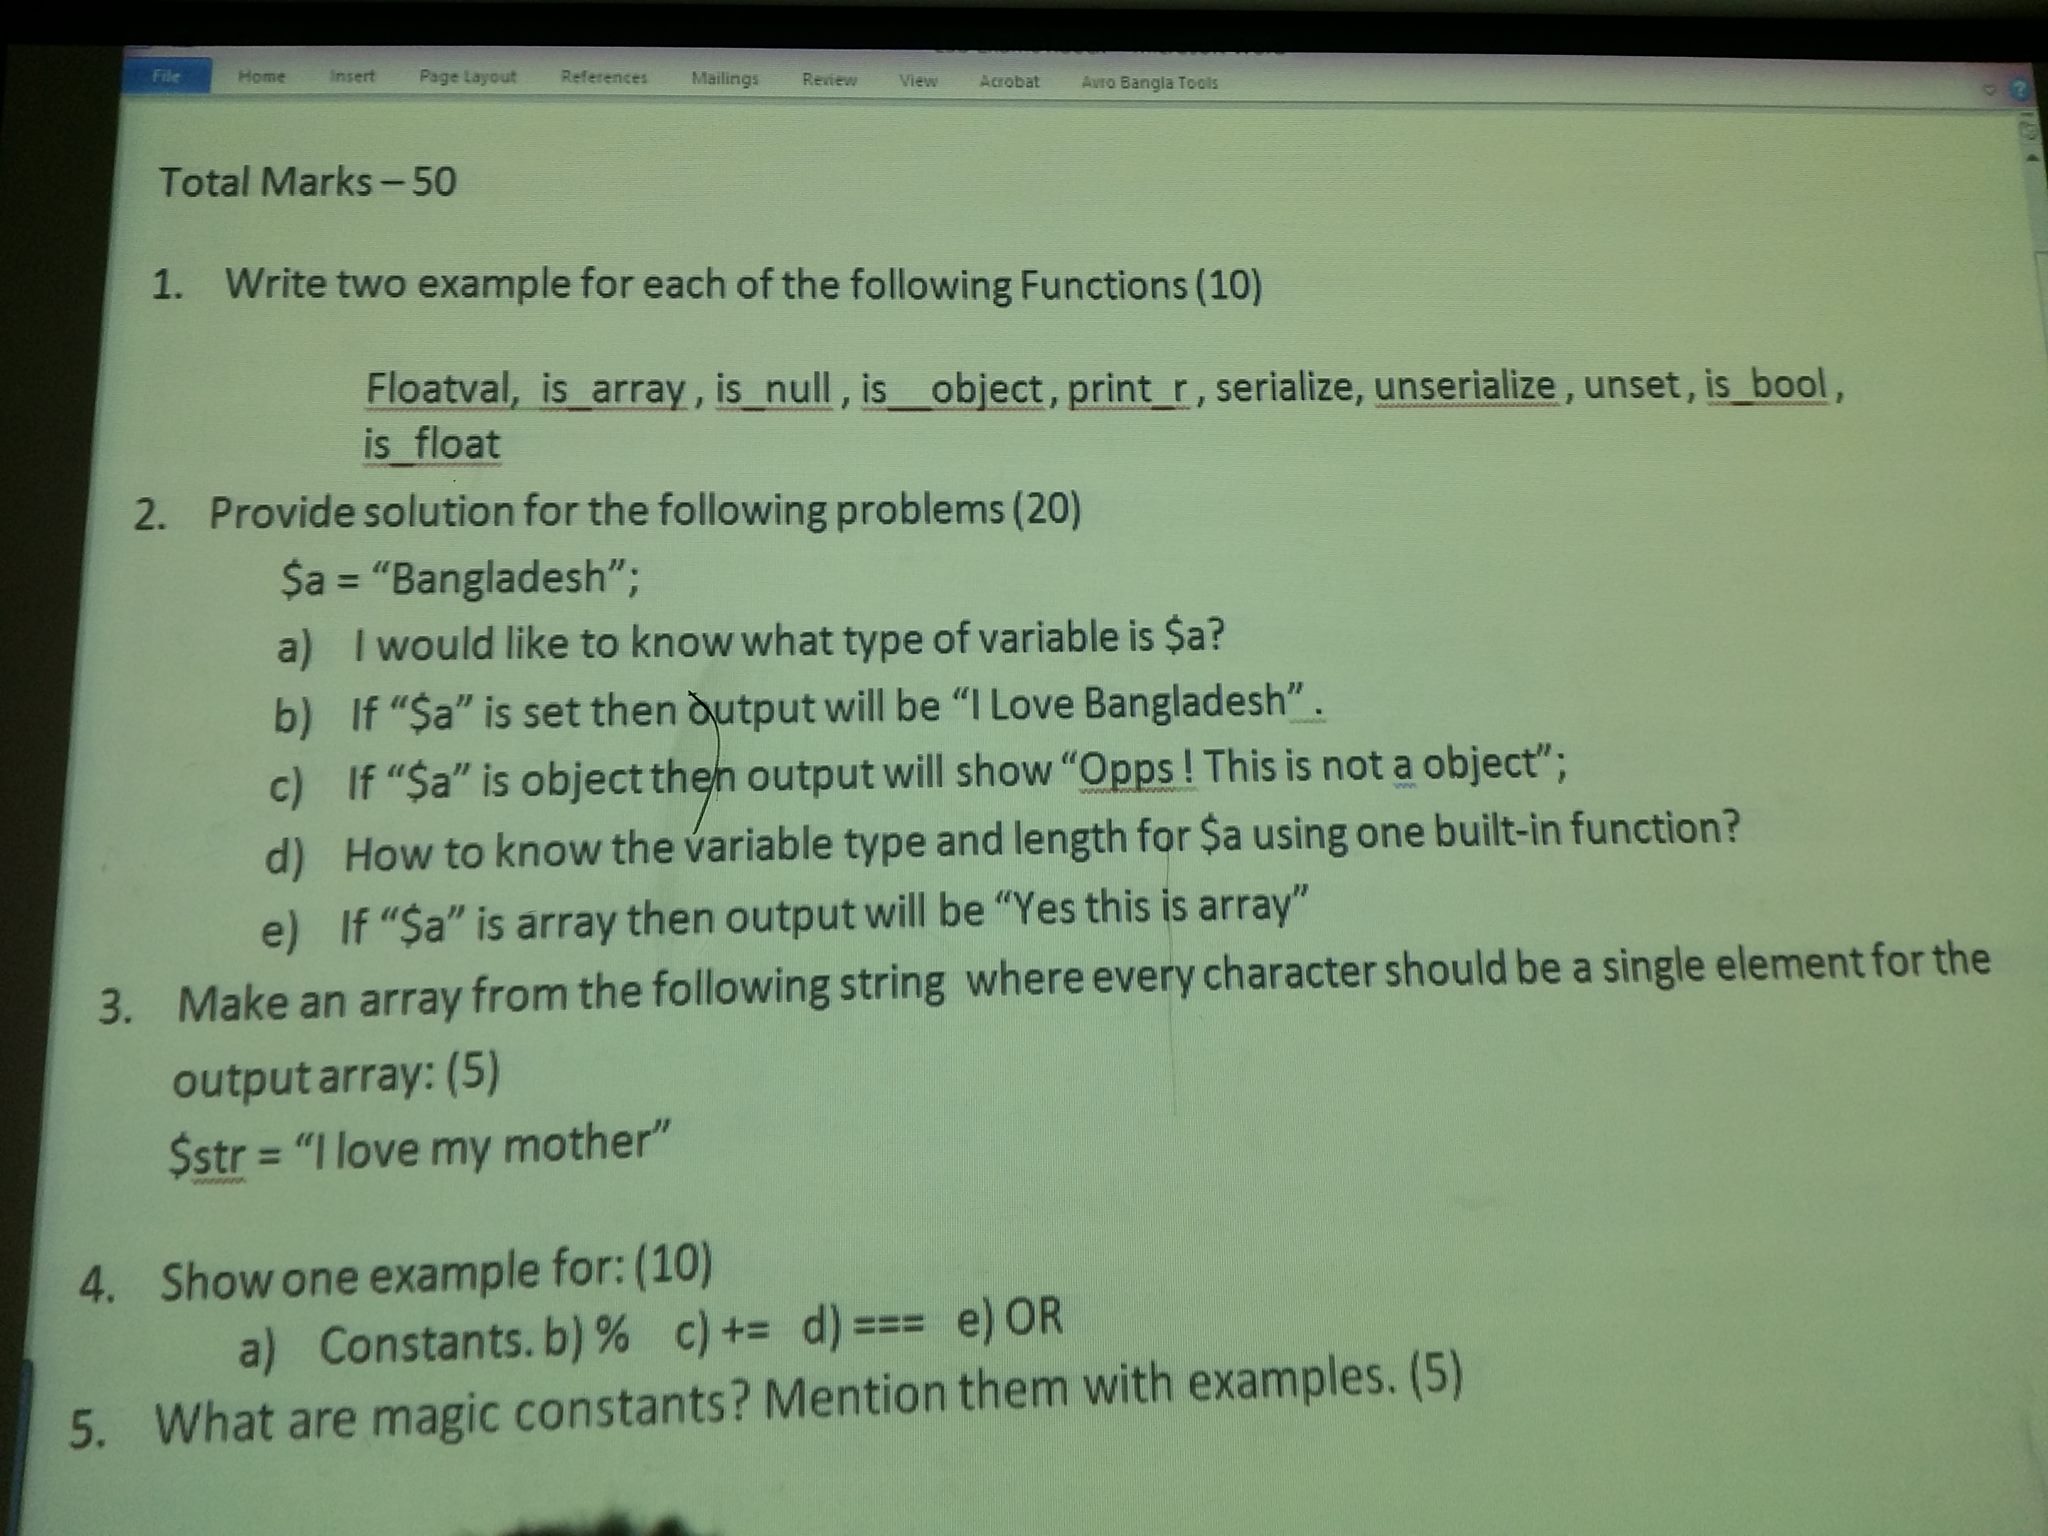 File Home Insert Page Layout References Mailings Review View Acrobat Avro Bangla Tools
Total Marks – 50
1. Write two example for each of the following Functions (10)
Floatval, is_array , is_null , is__object , print_r , serialize, unserialize , unset , is_bool ,
is_float
2. Provide solution for the following problems (20)
$a = “Bangladesh”;
a) I would like to know what type of variable is $a?
b) If “$a” is set then output will be “I Love Bangladesh” .
c) If “$a” is object then output will show “Opps ! This is not a object”;
d) How to know the variable type and length for $a using one built-in function?
e) If “$a” is array then output will be “Yes this is array”
3. Make an array from the following string where every character should be a single element for the
output array: (5)
$str = “I love my mother”
4. Show one example for: (10)
a) Constants. b) % c) += d) === e) OR
5. What are magic constants? Mention them with examples. (5)